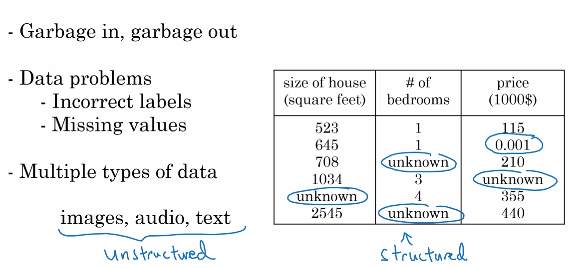 - Garbage in, garbage out
- Data problems
- Incorrect labels
- Missing values
- Multiple types of data
images, audio, text
unstructured
size of house # of price
(square feet) bedrooms (1000$)
523 1 115
645 1 0.001
708 unknown 210
1034 3 unknown
unknown 4 355
2545 unknown 440
structured